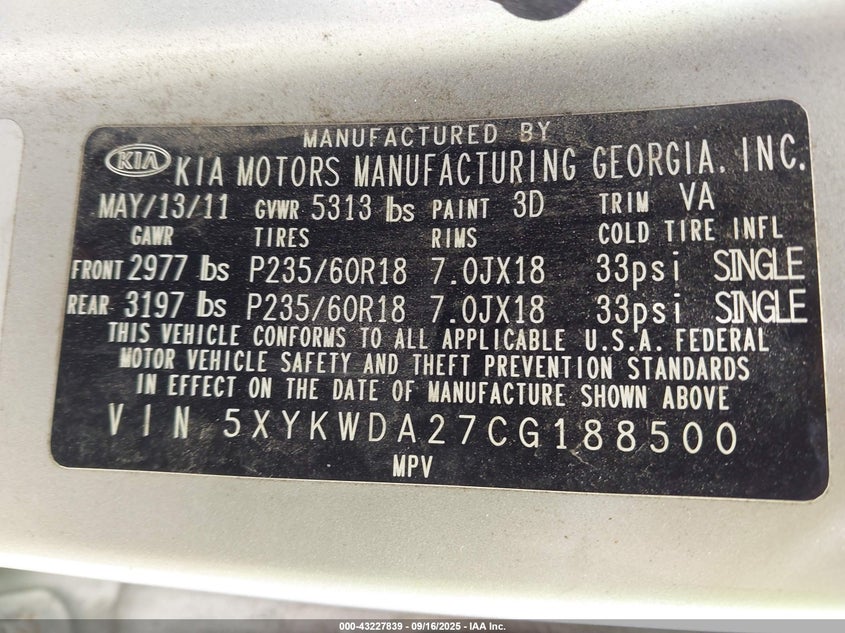 MANUFACTURED BY
KIA KIA MOTORS MANUFACTURING GEORGIA, INC.
MAY/13/11 GVWR 5313 lbs PAINT 3D TRIM VA
GAWR TIRES RIMS COLD TIRE INFL
FRONT 2977 lbs P235/60R18 7.0JX18 33psi SINGLE
REAR 3197 lbs P235/60R18 7.0JX18 33psi SINGLE
THIS VEHICLE CONFORMS TO ALL APPLICABLE U.S.A. FEDERAL
MOTOR VEHICLE SAFETY AND THEFT PREVENTION STANDARDS
IN EFFECT ON THE DATE OF MANUFACTURE SHOWN ABOVE
VIN 5XYKWDA27CG188500
MPV
000-43227839 - 09/16/2025 - IAA Inc.